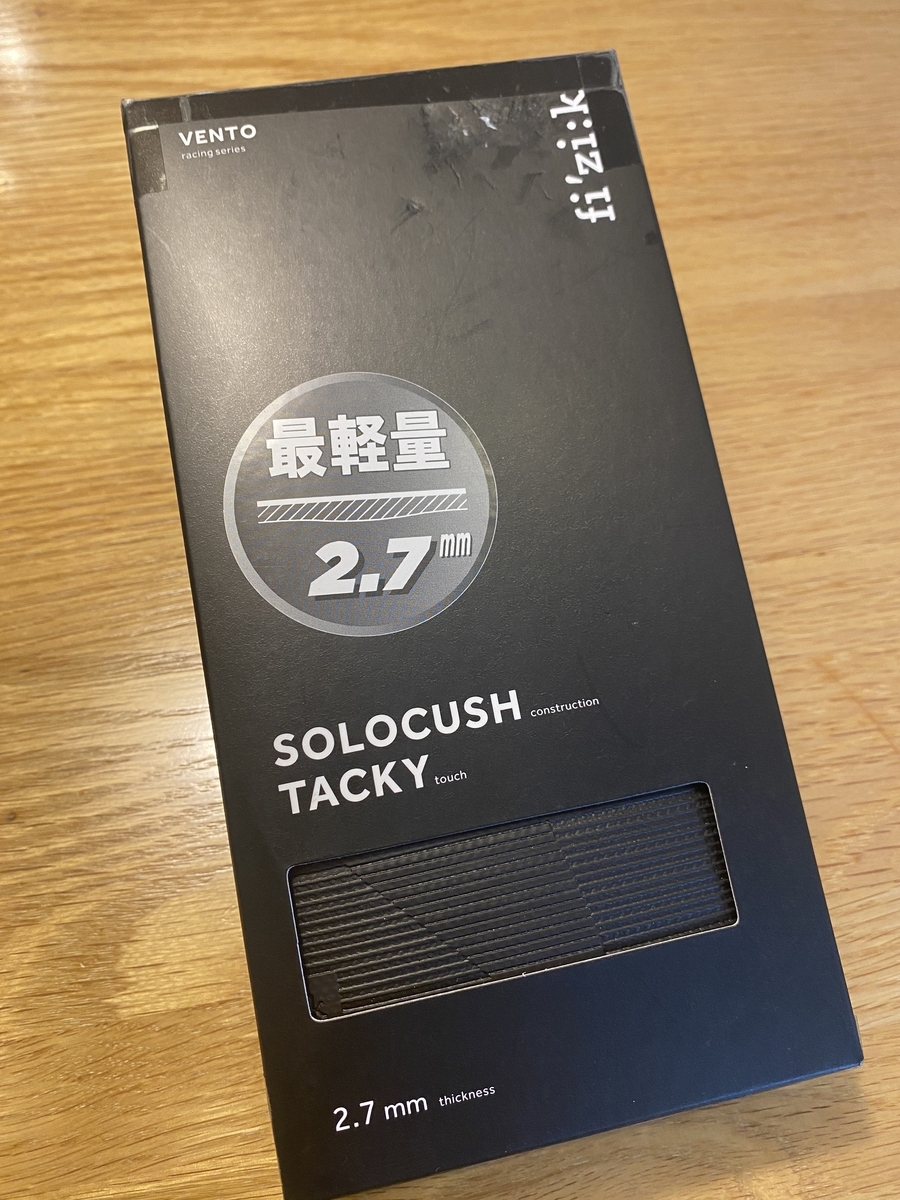 VENTO
racing series
fi'zi:k
最軽量
2.7mm
SOLOCUSH construction
TACKY touch
2.7 mm thickness